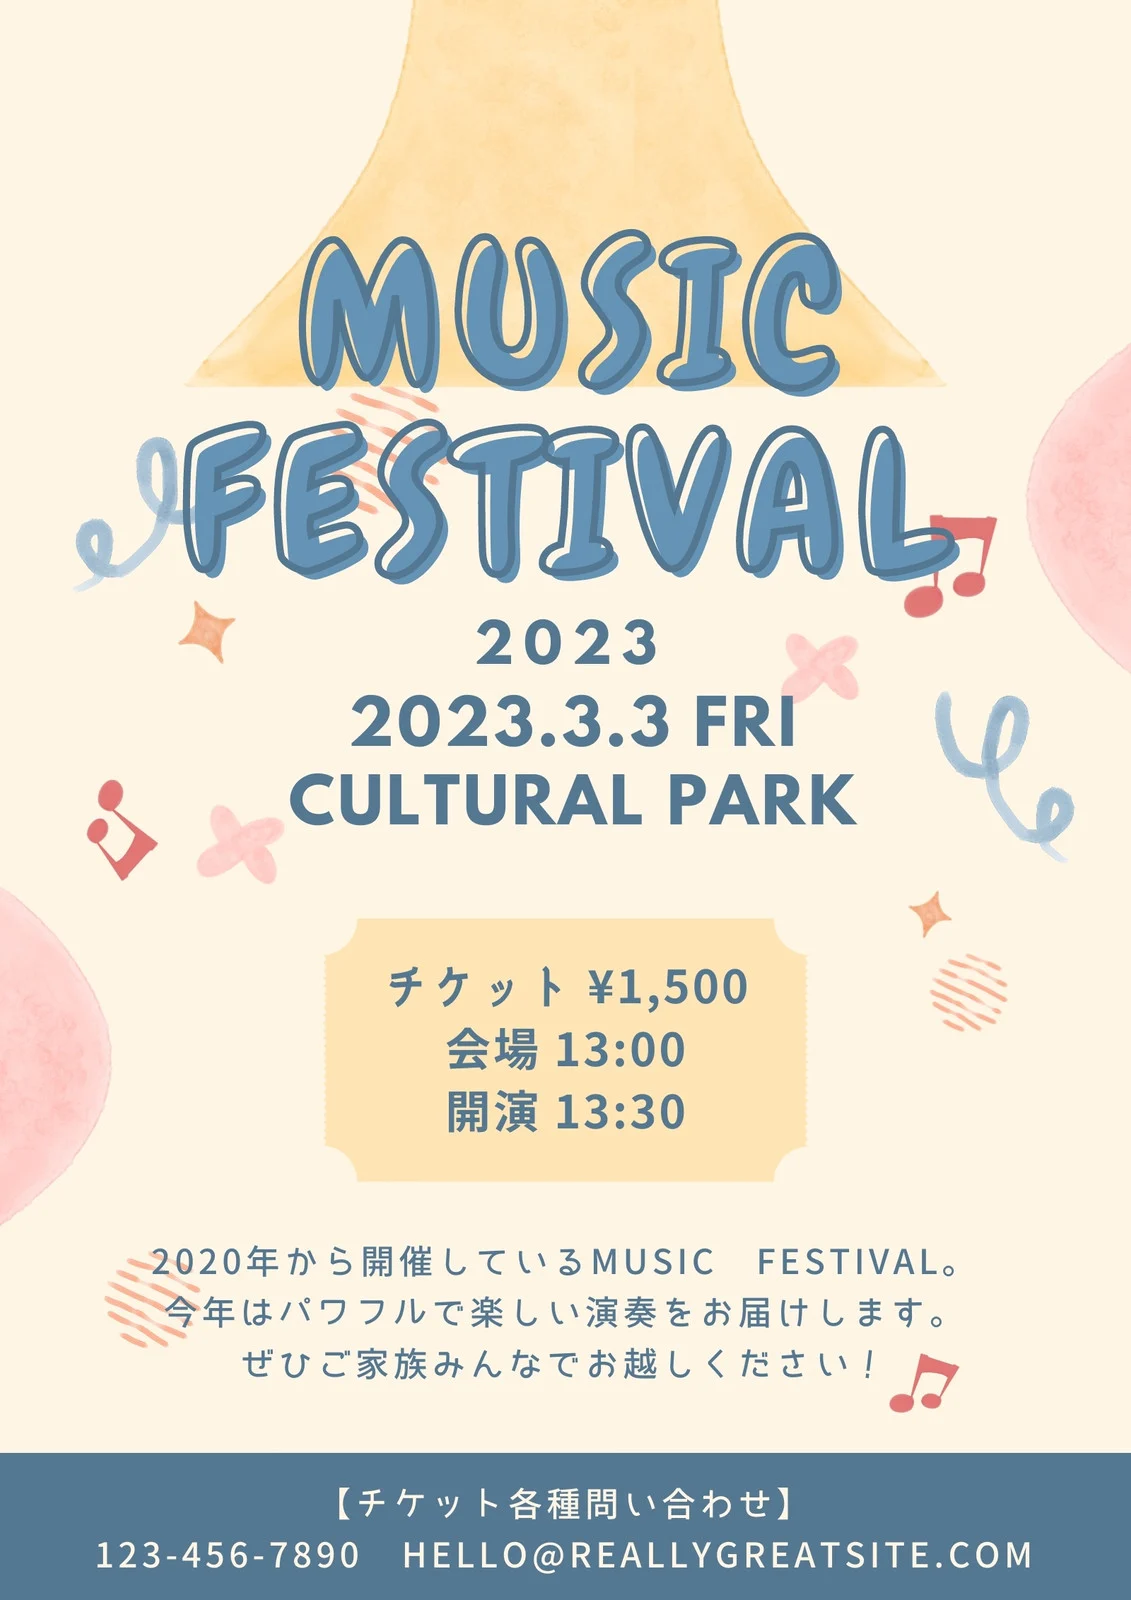 MUSIC
FESTIVAL
2023
2023.3.3 FRI
CULTURAL PARK
チケット ¥1,500
会場 13:00
開演 13:30
2020年から開催しているMUSIC　FESTIVAL。
今年はパワフルで楽しい演奏をお届けします。
ぜひご家族みんなでお越しください！
【チケット各種問い合わせ】
123-456-7890　HELLO@REALLYGREATSITE.COM